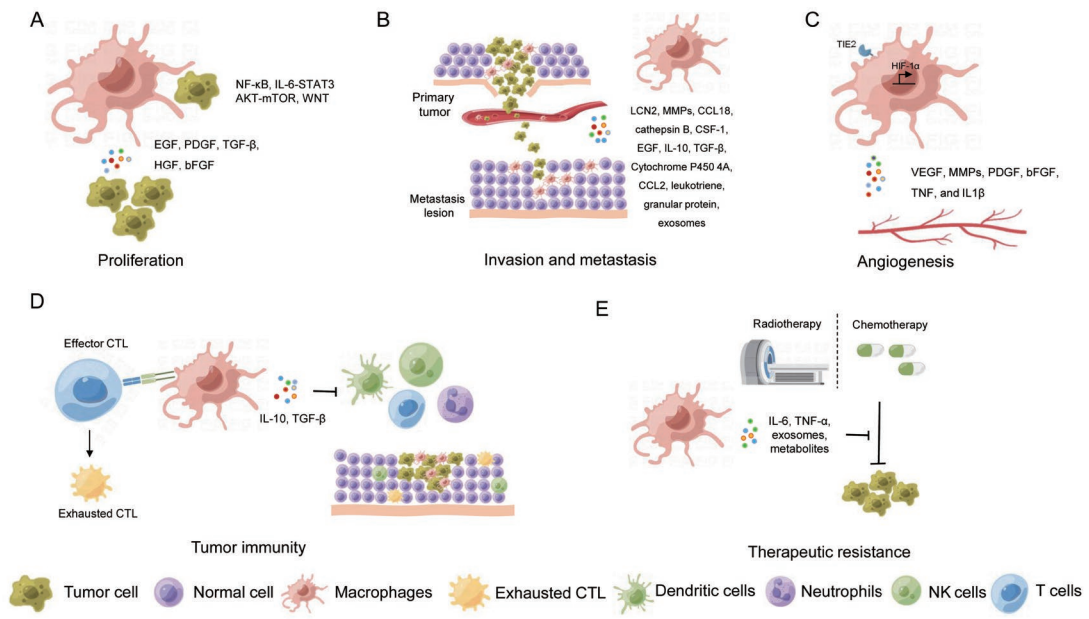 A
NF-κB, IL-6-STAT3
AKT-mTOR, WNT
EGF, PDGF, TGF-β,
HGF, bFGF
Proliferation
B
Primary
tumor
Metastasis
lesion
LCN2, MMPs, CCL18,
cathepsin B, CSF-1,
EGF, IL-10, TGF-β,
Cytochrome P450 4A,
CCL2, leukotriene,
granular protein,
exosomes
Invasion and metastasis
C
TIE2
HIF-1α
VEGF, MMPs, PDGF, bFGF,
TNF, and IL1β
Angiogenesis
D
Effector CTL
IL-10, TGF-β
Exhausted CTL
Tumor immunity
E
Radiotherapy
Chemotherapy
IL-6, TNF-α,
exosomes,
metabolites
Therapeutic resistance
Tumor cell
Normal cell
Macrophages
Exhausted CTL
Dendritic cells
Neutrophils
NK cells
T cells